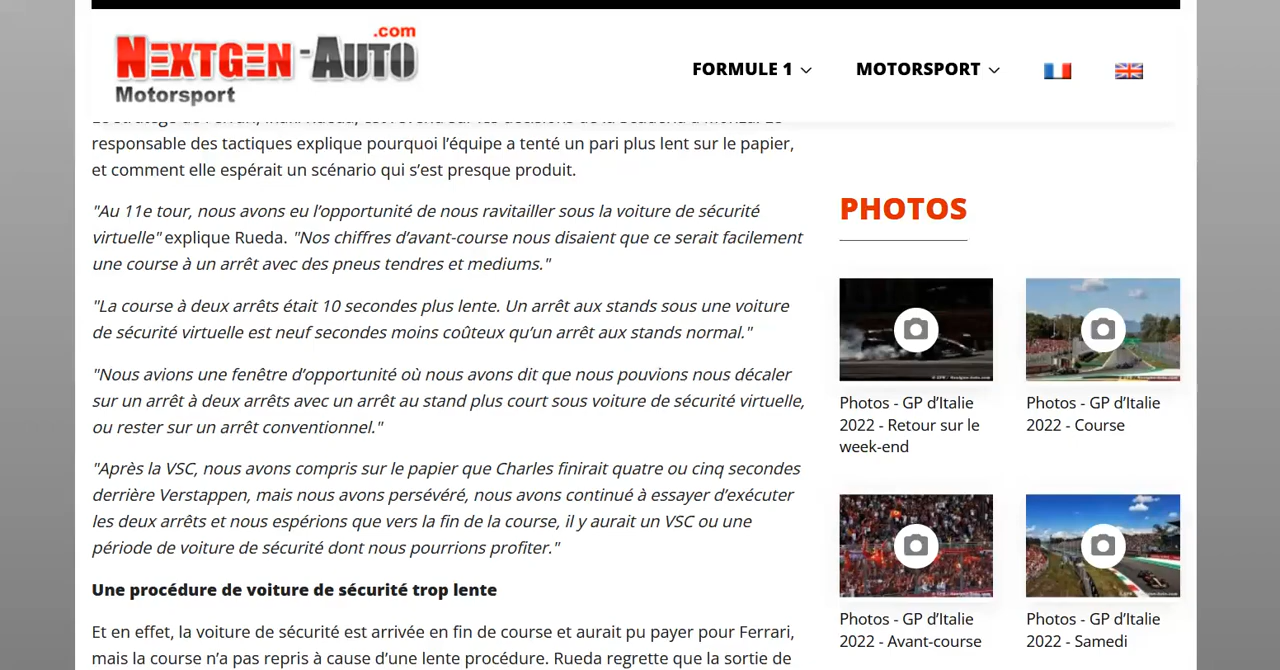 NEXTGEN-AUTO.com
Motorsport
FORMULE 1
MOTORSPORT
responsable des tactiques explique pourquoi l’équipe a tenté un pari plus lent sur le papier,
et comment elle espérait un scénario qui s’est presque produit.
"Au 11e tour, nous avons eu l’opportunité de nous ravitailler sous la voiture de sécurité
virtuelle" explique Rueda. "Nos chiffres d’avant-course nous disaient que ce serait facilement
une course à un arrêt avec des pneus tendres et mediums."
"La course à deux arrêts était 10 secondes plus lente. Un arrêt aux stands sous une voiture
de sécurité virtuelle est neuf secondes moins coûteux qu’un arrêt aux stands normal."
"Nous avions une fenêtre d’opportunité où nous avons dit que nous pouvions nous décaler
sur un arrêt à deux arrêts avec un arrêt au stand plus court sous voiture de sécurité virtuelle,
ou rester sur un arrêt conventionnel."
"Après la VSC, nous avons compris sur le papier que Charles finirait quatre ou cinq secondes
derrière Verstappen, mais nous avons persévéré, nous avons continué à essayer d’exécuter
les deux arrêts et nous espérions que vers la fin de la course, il y aurait un VSC ou une
période de voiture de sécurité dont nous pourrions profiter."
Une procédure de voiture de sécurité trop lente
Et en effet, la voiture de sécurité est arrivée en fin de course et aurait pu payer pour Ferrari,
mais la course n’a pas repris à cause d’une lente procédure. Rueda regrette que la sortie de
PHOTOS
Photos - GP d’Italie
2022 - Retour sur le
week-end
Photos - GP d’Italie
2022 - Course
Photos - GP d’Italie
2022 - Avant-course
Photos - GP d’Italie
2022 - Samedi